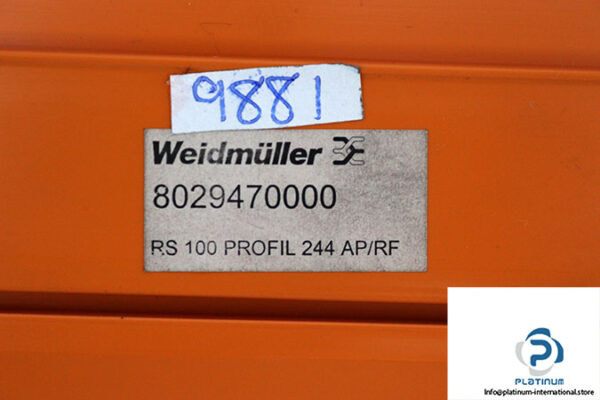 9881
Weidmüller
8029470000
RS 100 PROFIL 244 AP/RF
PLATINUM
Info@platinum-international.store